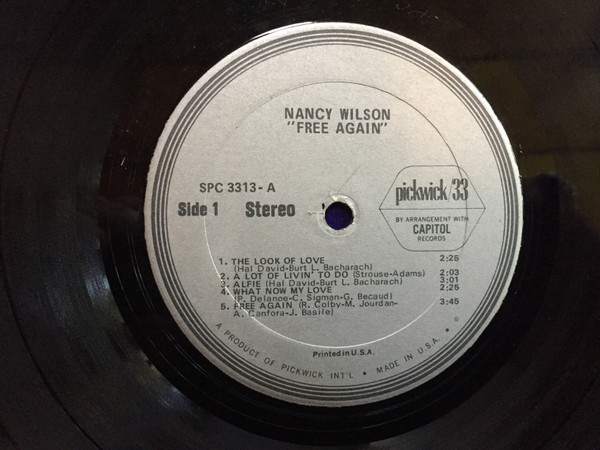 NANCY WILSON
"FREE AGAIN"
SPC 3313-A
Side 1 Stereo
pickwick/33
BY ARRANGEMENT WITH
CAPITOL
RECORDS
1. THE LOOK OF LOVE 2:25
(Hal David-Burt L. Bacharach)
2. A LOT OF LIVIN' TO DO (Strouse-Adams) 2:03
3. ALFIE (Hal David-Burt L. Bacharach) 3:01
4. WHAT NOW MY LOVE 2:25
(P. Delanoe-C. Sigman-G. Becaud)
5. FREE AGAIN (R. Colby-M. Jourdan- 3:45
A. Canfora-J. Basile)
Printed in U.S.A.
A PRODUCT OF PICKWICK INT'L • MADE IN U.S.A. •